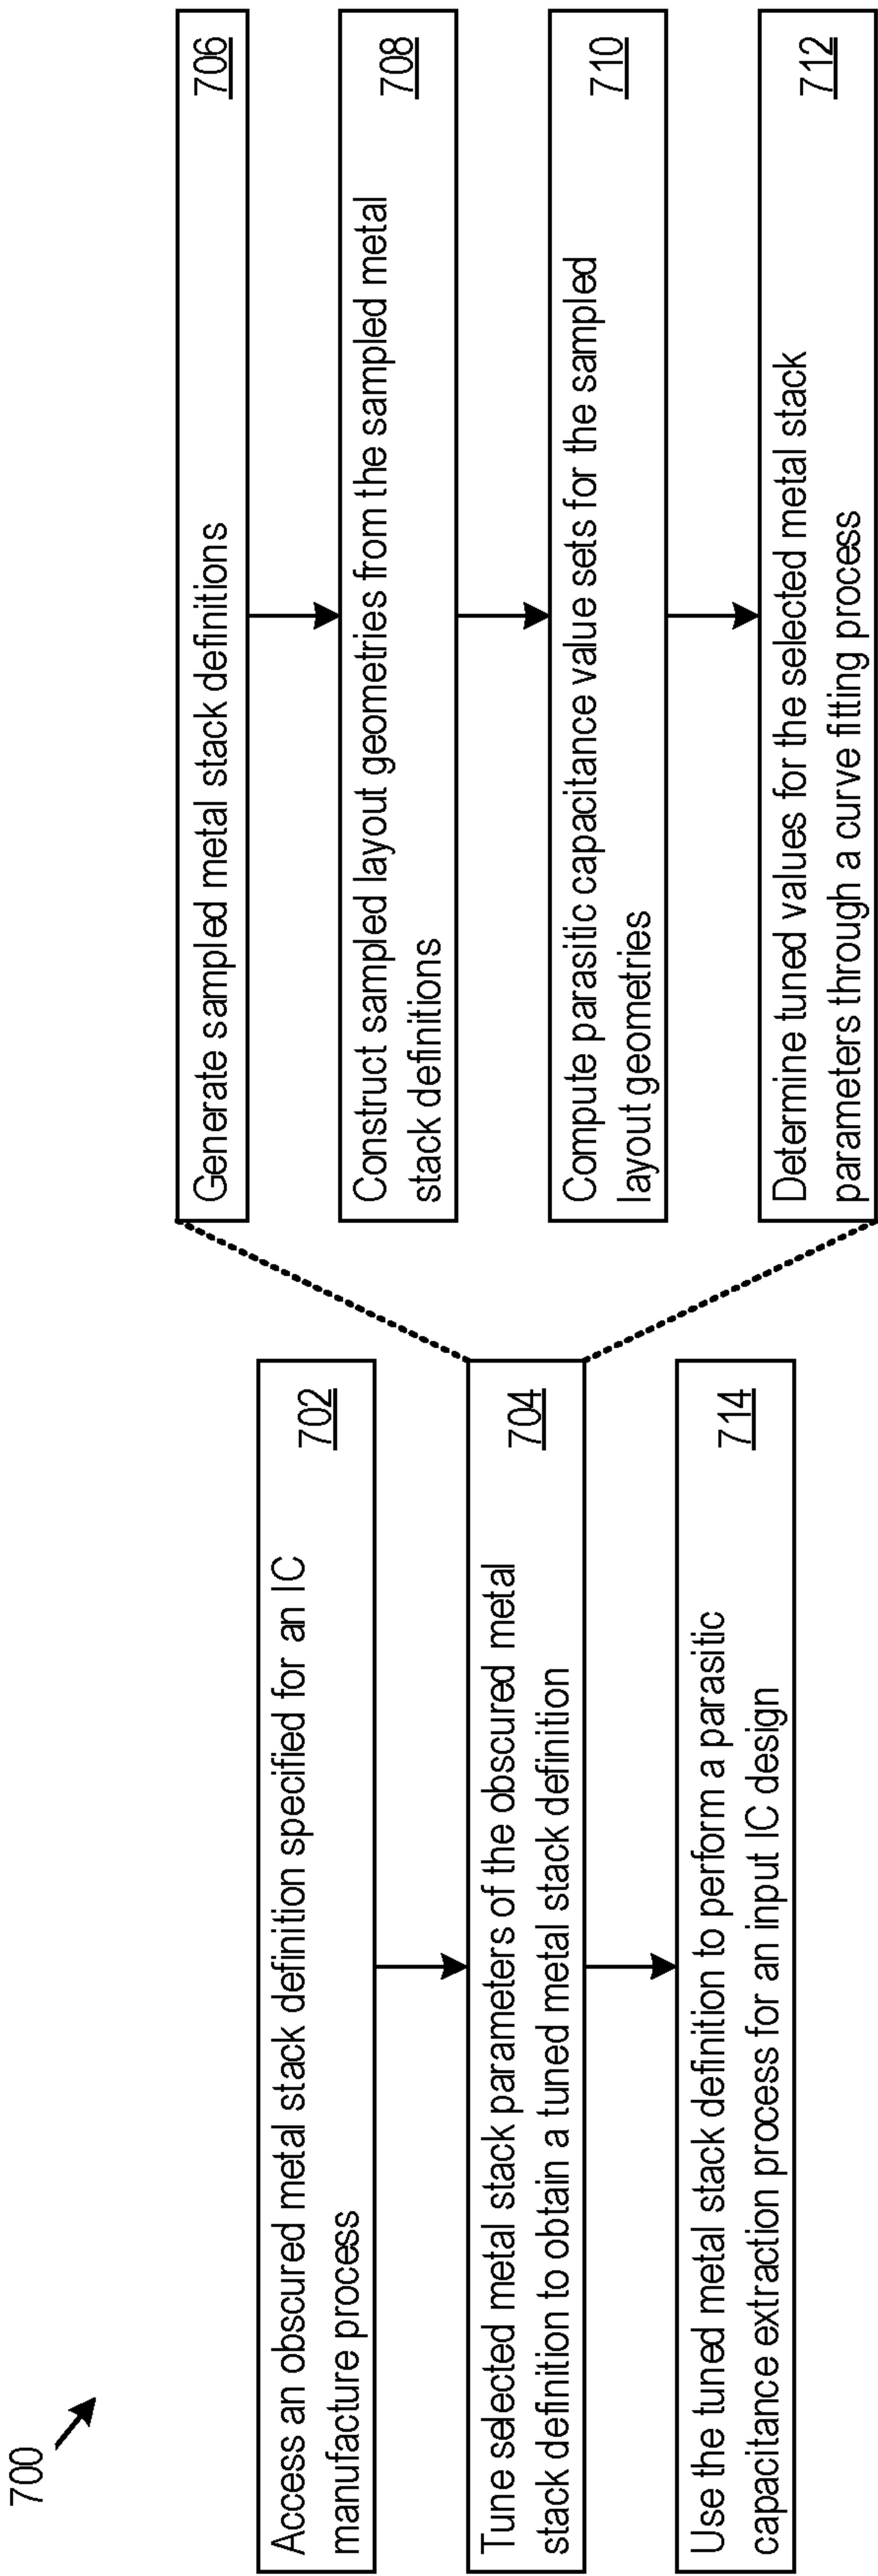 700
Access an obscured metal stack definition specified for an IC
manufacture process
702
Tune selected metal stack parameters of the obscured metal
stack definition to obtain a tuned metal stack definition
704
Use the tuned metal stack definition to perform a parasitic
capacitance extraction process for an input IC design
714
Generate sampled metal stack definitions
706
Construct sampled layout geometries from the sampled metal
stack definitions
708
Compute parasitic capacitance value sets for the sampled
layout geometries
710
Determine tuned values for the selected metal stack
parameters through a curve fitting process
712